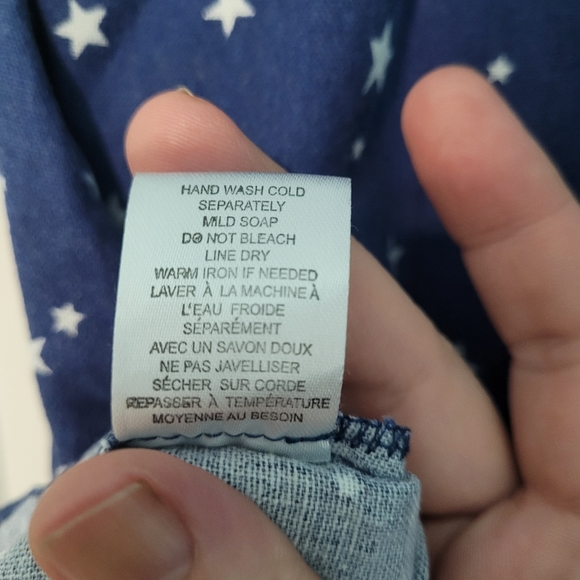 HAND WASH COLD
SEPARATELY
MILD SOAP
DO NOT BLEACH
LINE DRY
WARM IRON IF NEEDED
LAVER À LA MACHINE À
L'EAU FROIDE
SÉPARÉMENT
AVEC UN SAVON DOUX
NE PAS JAVELLISER
SÉCHER SUR CORDE
REPASSER À TEMPÉRATURE
MOYENNE AU BESOIN